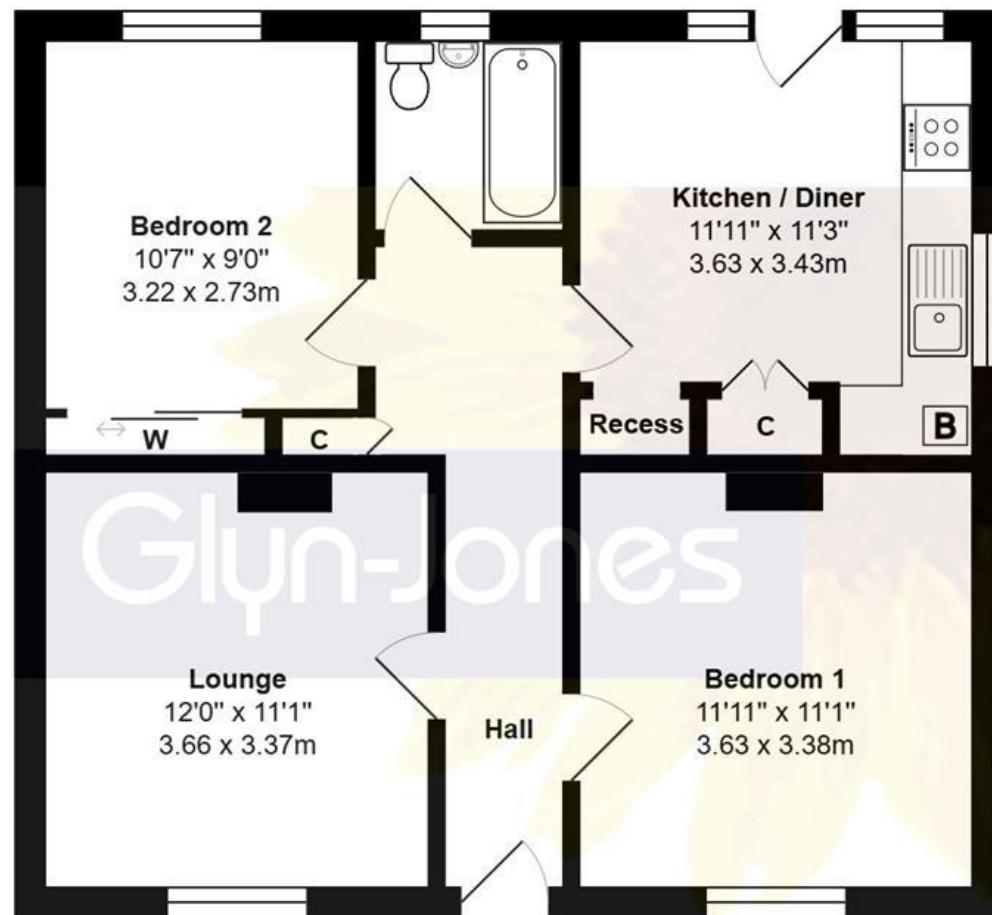 Bedroom 2
10'7" x 9'0"
3.22 x 2.73m
Kitchen / Diner
11'11" x 11'3"
3.63 x 3.43m
W
C
Recess
C
B
Glyn-Jones
Lounge
12'0" x 11'1"
3.66 x 3.37m
Hall
Bedroom 1
11'11" x 11'1"
3.63 x 3.38m